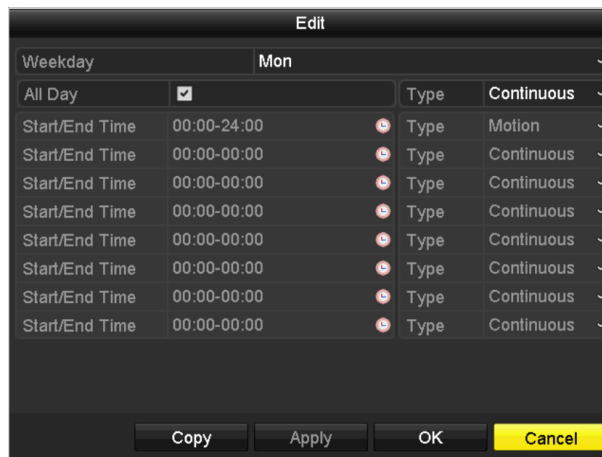 Edit
Weekday Mon
All Day Type Continuous
Start/End Time 00:00-24:00 Type Motion
Start/End Time 00:00-00:00 Type Continuous
Start/End Time 00:00-00:00 Type Continuous
Start/End Time 00:00-00:00 Type Continuous
Start/End Time 00:00-00:00 Type Continuous
Start/End Time 00:00-00:00 Type Continuous
Start/End Time 00:00-00:00 Type Continuous
Start/End Time 00:00-00:00 Type Continuous
Copy Apply OK Cancel